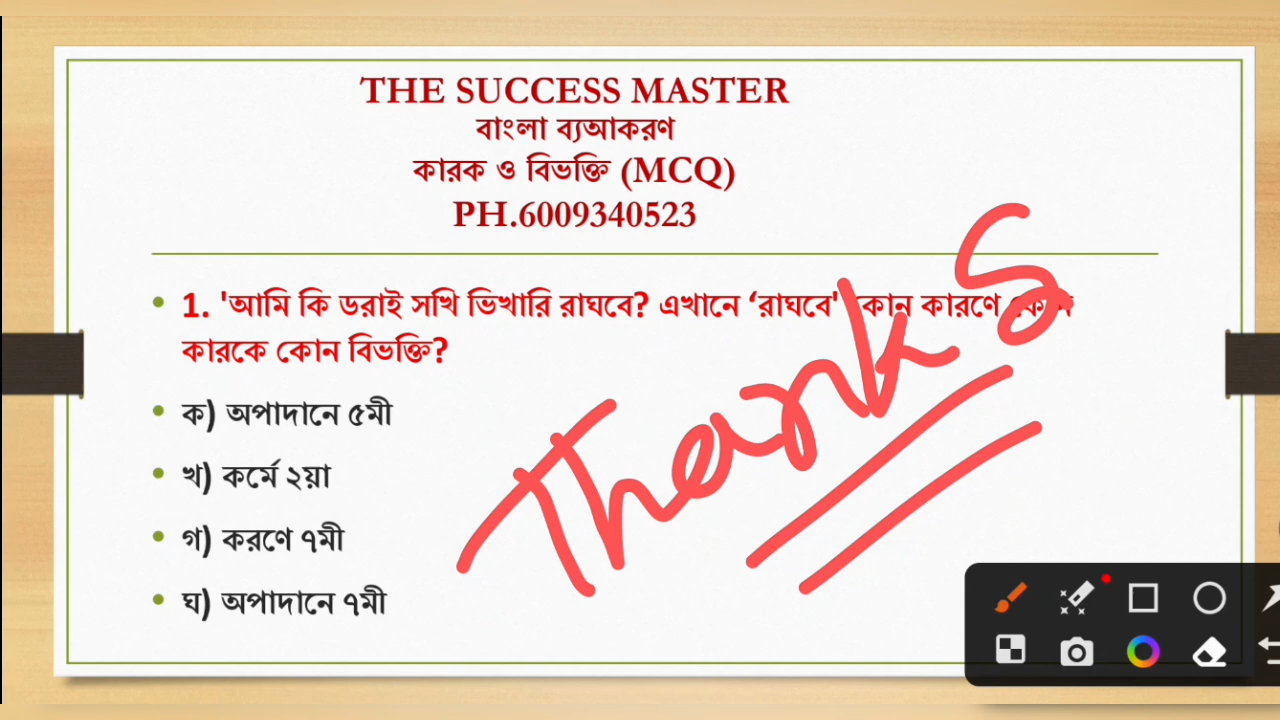 THE SUCCESS MASTER
বাংলা ব্যআকরণ
কারক ও বিভক্তি (MCQ)
PH.6009340523
1. 'আমি কি ডরাই সখি ভিখারি রাঘবে? এখানে ‘রাঘবে' কোন কারণে
কারকে কোন বিভক্তি?
ক) অপাদানে ৫মী
খ) কর্মে ২য়া
গ) করণে ৭মী
ঘ) অপাদানে ৭মী
Thanks